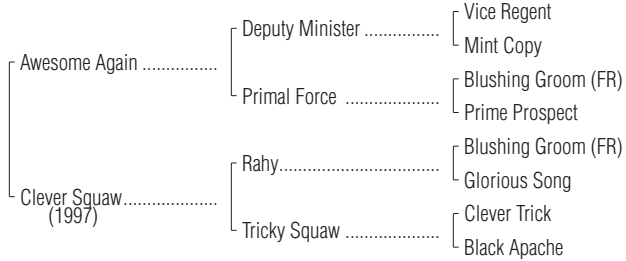 Vice Regent
Deputy Minister ................
Mint Copy
Awesome Again ................
Blushing Groom (FR)
Primal Force ....................
Prime Prospect
Blushing Groom (FR)
Rahy..................................
Glorious Song
Clever Squaw....................
(1997)
Clever Trick
Tricky Squaw ....................
Black Apache